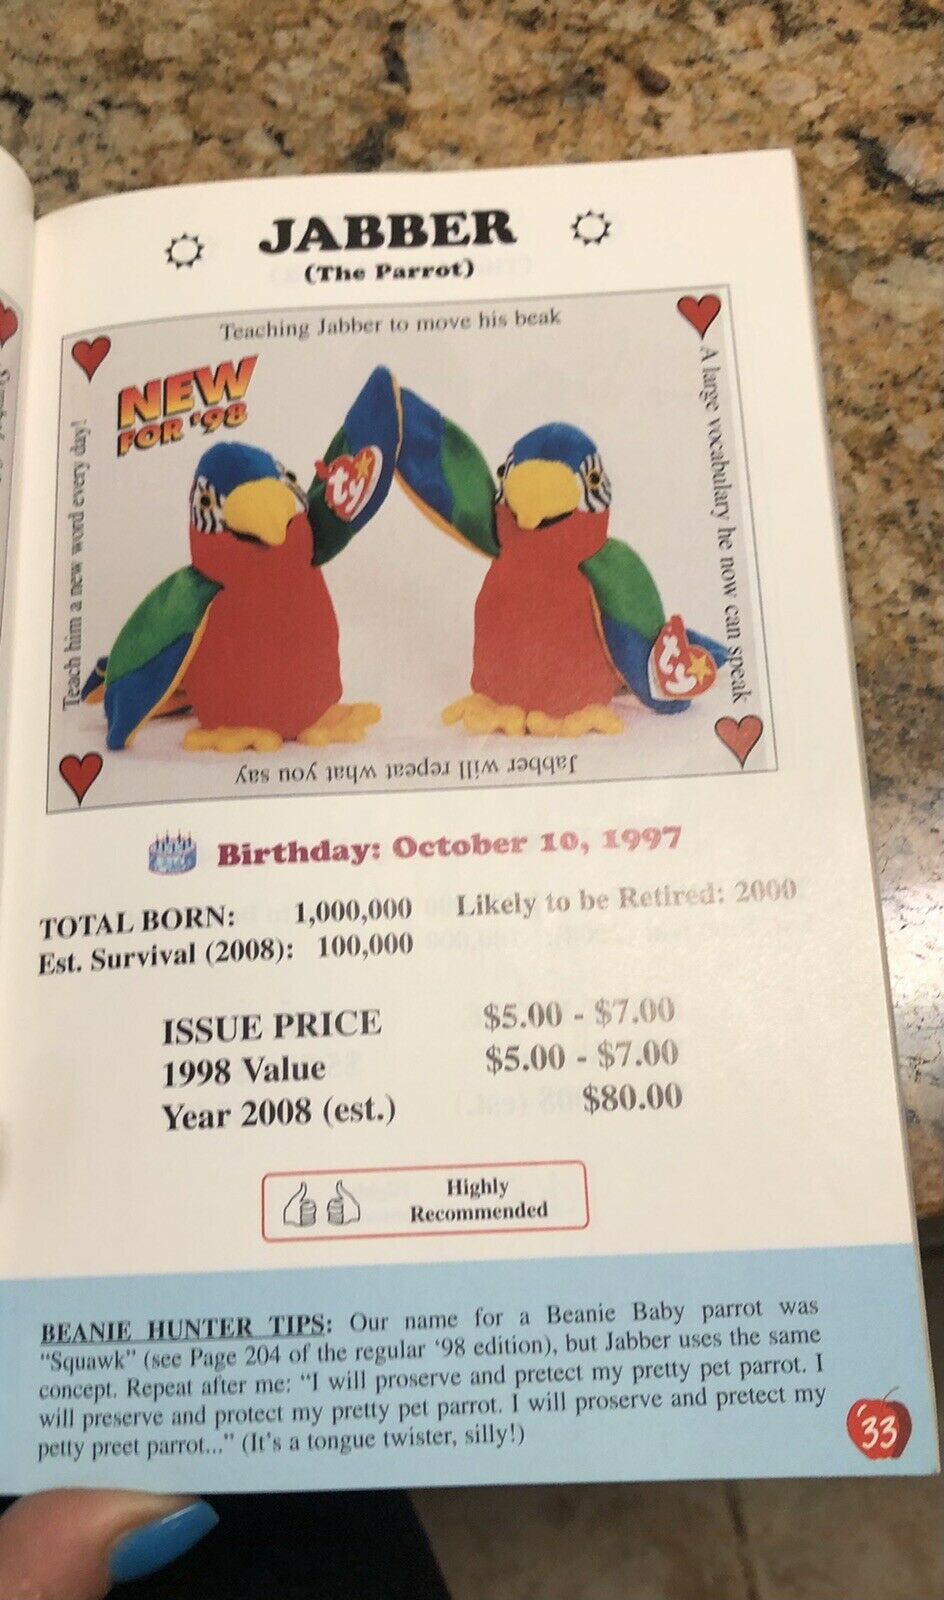 JABBER
(The Parrot)
Teaching Jabber to move his beak
A large vocabulary he now can speak
Jabber will repeat what you say
Teach him a new word every day!
NEW
FOR '98
ty
ty
Birthday: October 10, 1997
TOTAL BORN: 1,000,000 Likely to be Retired: 2000
Est. Survival (2008): 100,000
ISSUE PRICE $5.00 - $7.00
1998 Value $5.00 - $7.00
Year 2008 (est.) $80.00
Highly
Recommended
BEANIE HUNTER TIPS: Our name for a Beanie Baby parrot was
"Squawk" (see Page 204 of the regular '98 edition), but Jabber uses the same
concept. Repeat after me: "I will proserve and pretect my pretty pet parrot. I
will preserve and protect my pretty pet parrot. I will proserve and pretect my
petty preet parrot..." (It's a tongue twister, silly!)
'33